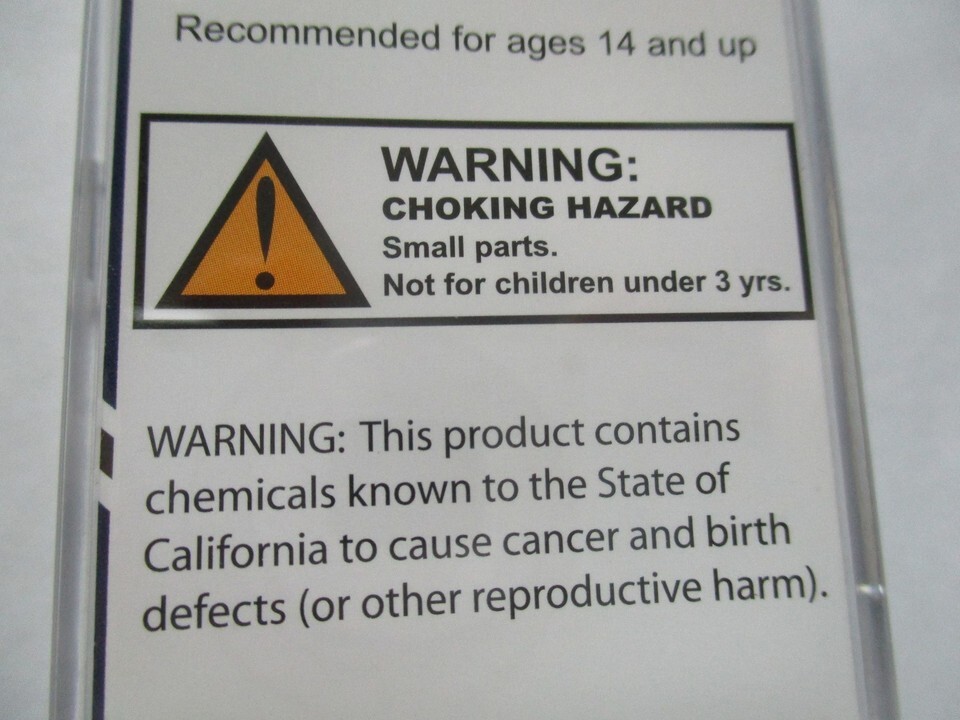 Recommended for ages 14 and up
WARNING:
CHOKING HAZARD
Small parts.
Not for children under 3 yrs.
WARNING: This product contains
chemicals known to the State of
California to cause cancer and birth
defects (or other reproductive harm).